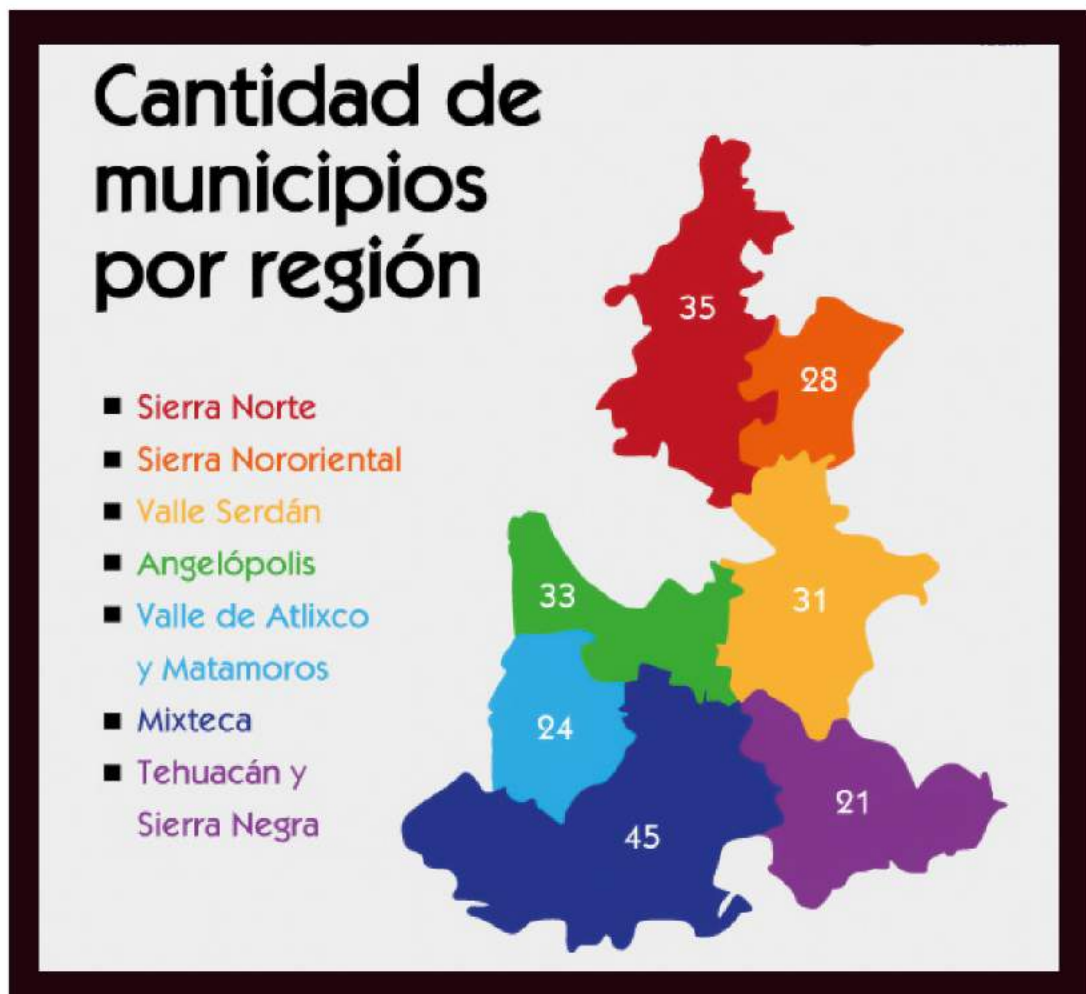 Cantidad de
municipios
por región
Sierra Norte
Sierra Nororiental
Valle Serdán
Angelópolis
Valle de Atlixco
y Matamoros
Mixteca
Tehuacán y
Sierra Negra
35
28
33
31
24
21
45